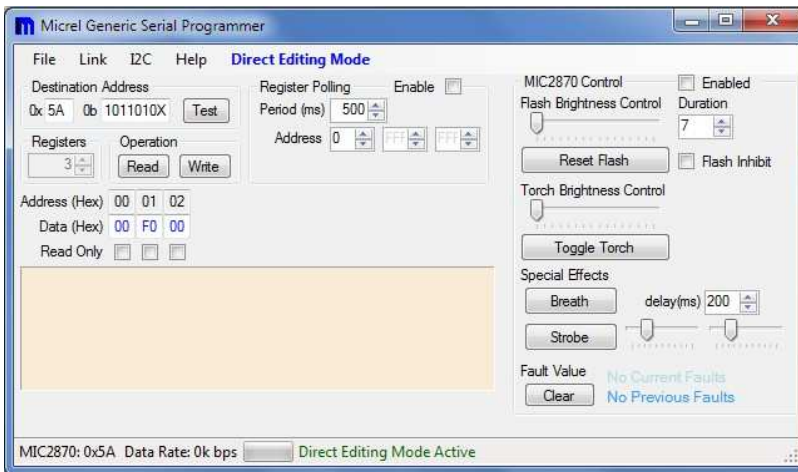 Micrel Generic Serial Programmer
File Link I2C Help Direct Editing Mode
Destination Address
0x 5A 0b 1011010X Test
Registers
3
Operation
Read Write
Address (Hex) 00 01 02
Data (Hex) 00 F0 00
Read Only
Register Polling Enable
Period (ms) 500
Address 0 FFF FFF
MIC2870 Control Enabled
Flash Brightness Control Duration
7
Reset Flash Flash Inhibit
Torch Brightness Control
Toggle Torch
Special Effects
Breath delay(ms) 200
Strobe
Fault Value No Current Faults
Clear No Previous Faults
MIC2870: 0x5A Data Rate: 0k bps Direct Editing Mode Active